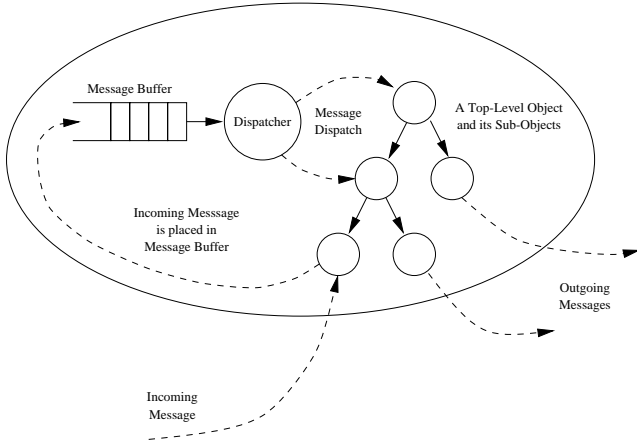 Message Buffer
Dispatcher
Message
Dispatch
A Top-Level Object
and its Sub-Objects
Incoming Messsage
is placed in
Message Buffer
Outgoing
Messages
Incoming
Message